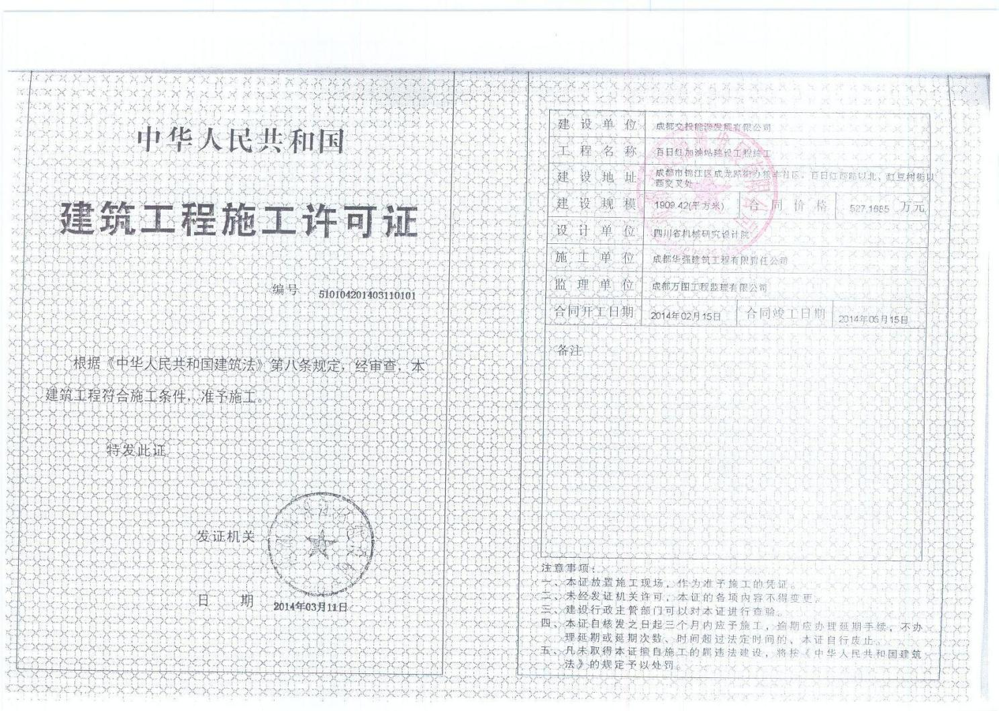 中华人民共和国
建筑工程施工许可证
编号 510104201403110101
根据《中华人民共和国建筑法》第八条规定，经审查，本
建筑工程符合施工条件，准予施工。
特发此证
发证机关
日 期 2014年03月11日
建设单位 成都交投能源发展有限公司
工程名称 百日红加油站建设工程施工
建设地址 成都市锦江区成龙路街办粮丰社区，百日红西路以北、红豆树街以
西交叉处
建设规模 1909.42(平方米) 合同价格 527.1685 万元
设计单位 四川省机械研究设计院
施工单位 成都华强建筑工程有限责任公司
监理单位 成都万图工程监理有限公司
合同开工日期 2014年02月15日 合同竣工日期 2014年05月15日
备注
注意事项：
一、本证放置施工现场，作为准予施工的凭证。
二、未经发证机关许可，本证的各项内容不得变更。
三、建设行政主管部门可以对本证进行查验。
四、本证自核发之日起三个月内应予施工，逾期应办理延期手续，不办
理延期或延期次数、时间超过法定时间的，本证自行废止。
五、凡未取得本证擅自施工的属违法建设，将按《中华人民共和国建筑
法》的规定予以处罚。